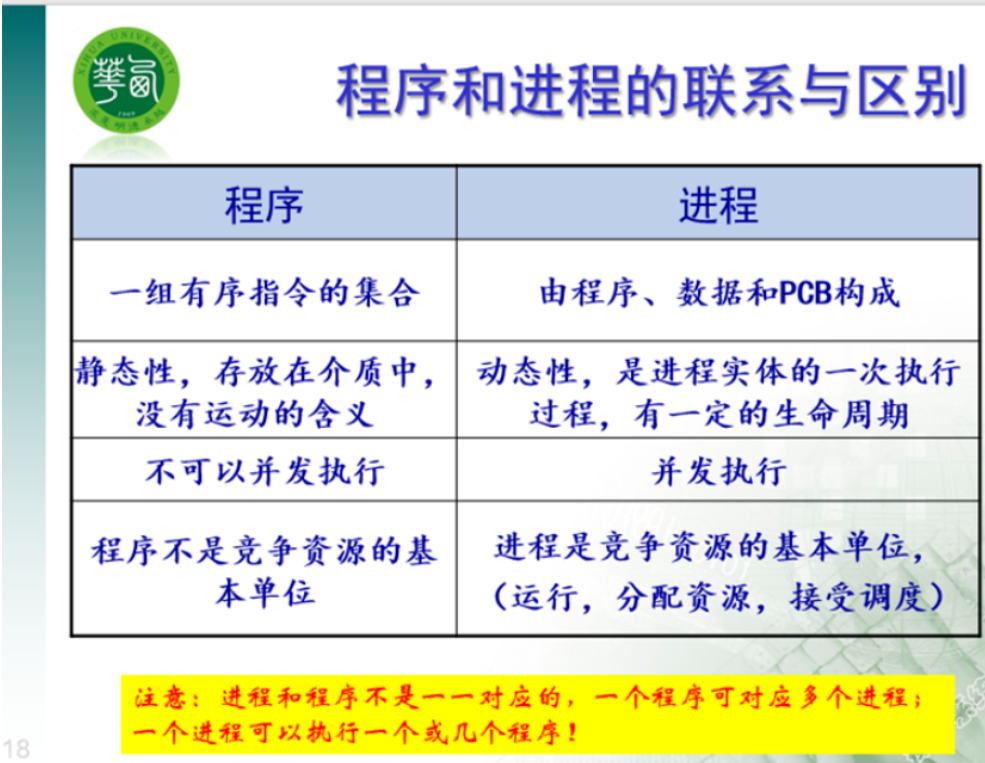 XIHUA UNIVERSITY
程序和进程的联系与区别
程序
进程
一组有序指令的集合
由程序、数据和PCB构成
静态性，存放在介质中，
没有运动的含义
动态性，是进程实体的一次执行
过程，有一定的生命周期
不可以并发执行
并发执行
程序不是竞争资源的基
本单位
进程是竞争资源的基本单位，
（运行，分配资源，接受调度）
注意：进程和程序不是一一对应的，一个程序可对应多个进程；
一个进程可以执行一个或几个程序！
18